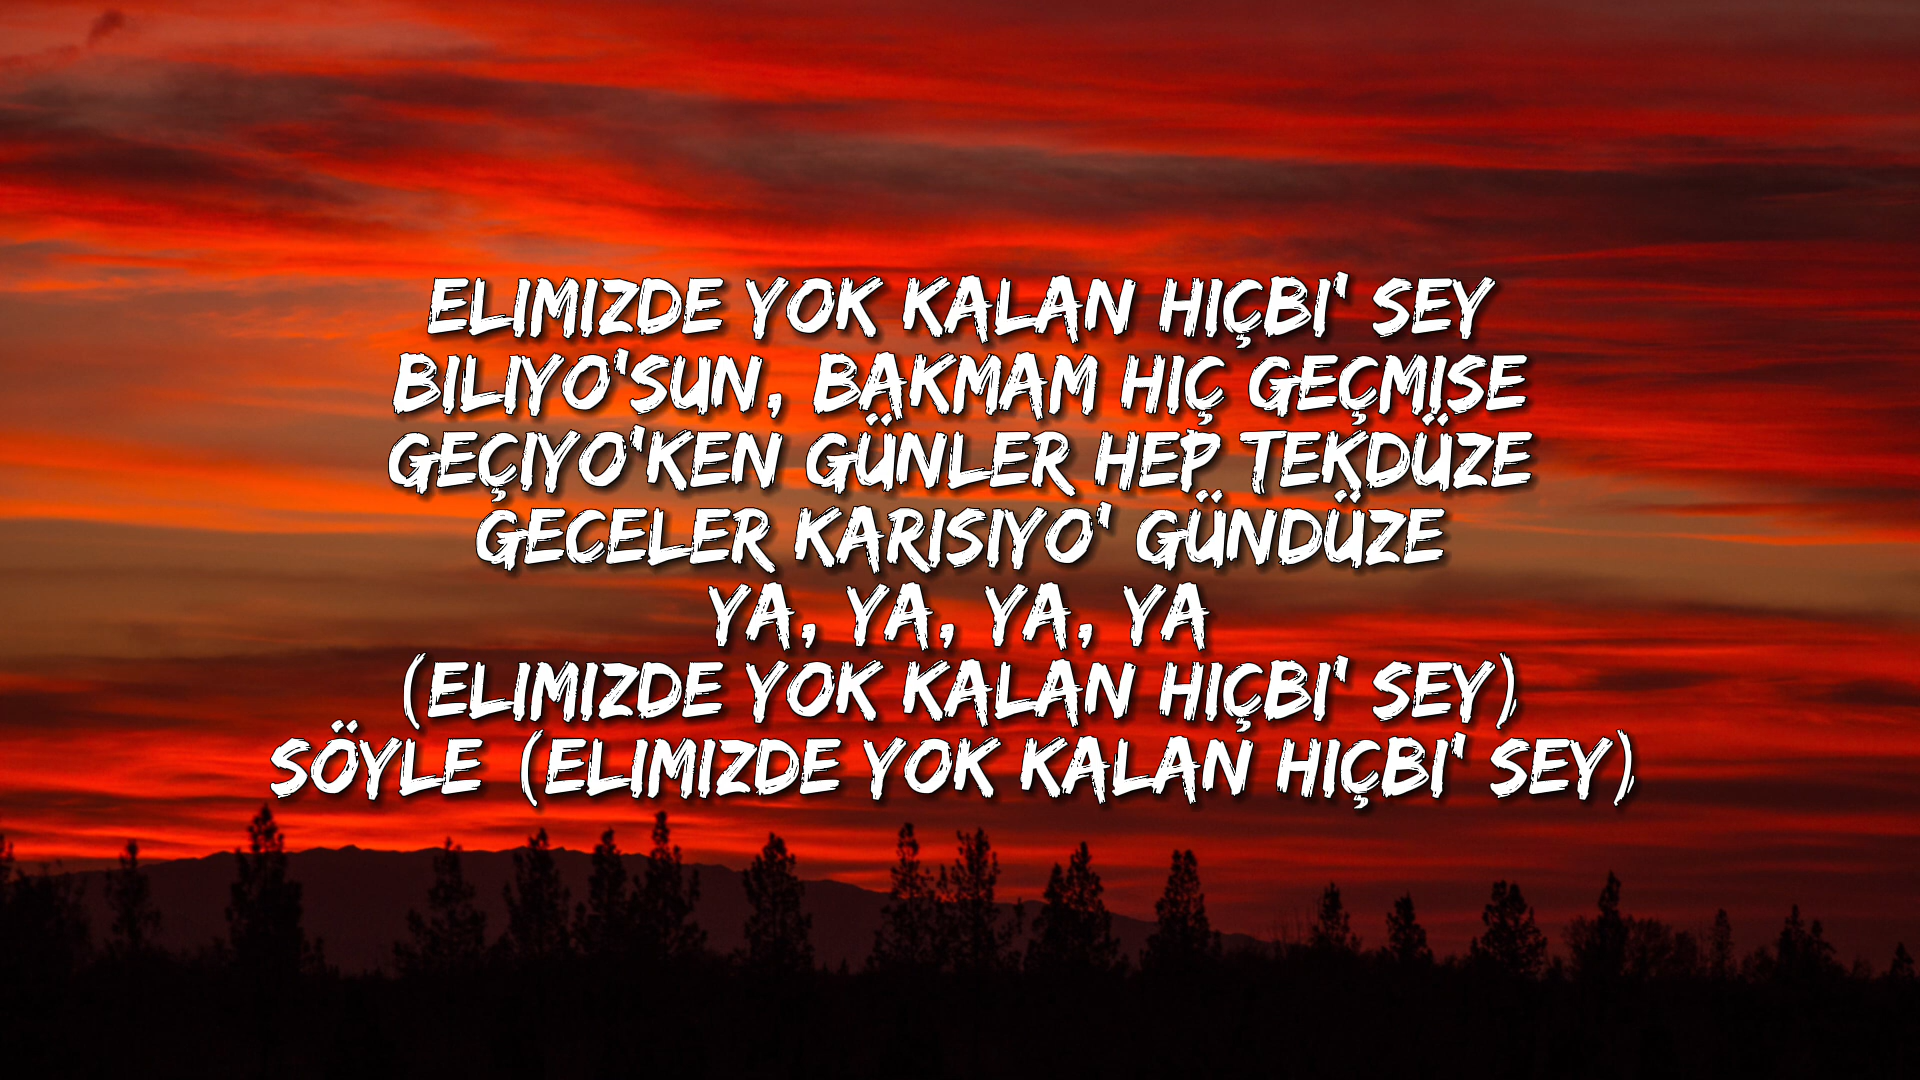 ELIMIZDE YOK KALAN HIÇBI' SEY
BILIYO'SUN, BAKMAM HIÇ GEÇMISE
GEÇIYO'KEN GÜNLER HEP TEKDÜZE
GECELER KARISIYO' GÜNDÜZE
YA, YA, YA, YA
(ELIMIZDE YOK KALAN HIÇBI' SEY)
SÖYLE (ELIMIZDE YOK KALAN HIÇBI' SEY)